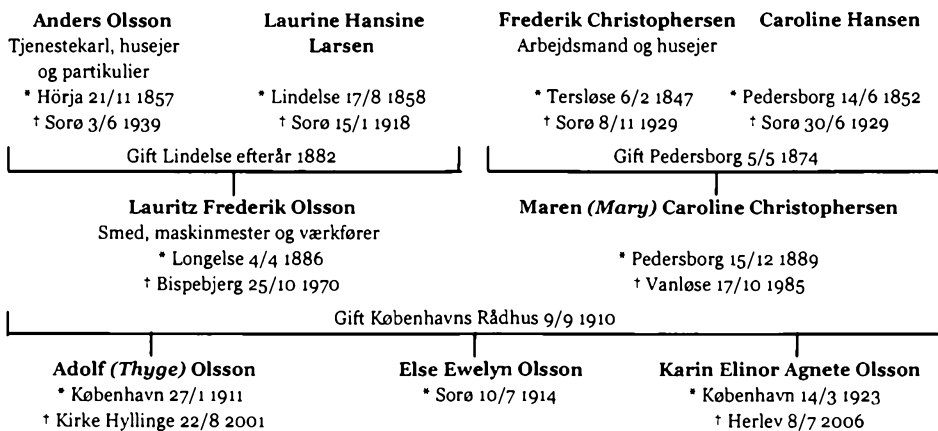 Anders Olsson
Tjenestekarl, husejer
og partikulier
* Hörja 21/11 1857
† Sorø 3/6 1939
Laurine Hansine
Larsen
* Lindelse 17/8 1858
† Sorø 15/1 1918
Frederik Christophersen
Arbejdsmand og husejer
* Tersløse 6/2 1847
† Sorø 8/11 1929
Caroline Hansen
* Pedersborg 14/6 1852
† Sorø 30/6 1929
Gift Lindelse efterår 1882
Gift Pedersborg 5/5 1874
Lauritz Frederik Olsson
Smed, maskinmester og værkfører
* Longelse 4/4 1886
† Bispebjerg 25/10 1970
Maren (Mary) Caroline Christophersen
* Pedersborg 15/12 1889
† Vanløse 17/10 1985
Gift Københavns Rådhus 9/9 1910
Adolf (Thyge) Olsson
* København 27/1 1911
† Kirke Hyllinge 22/8 2001
Else Ewelyn Olsson
* Sorø 10/7 1914
Karin Elinor Agnete Olsson
* København 14/3 1923
† Herlev 8/7 2006